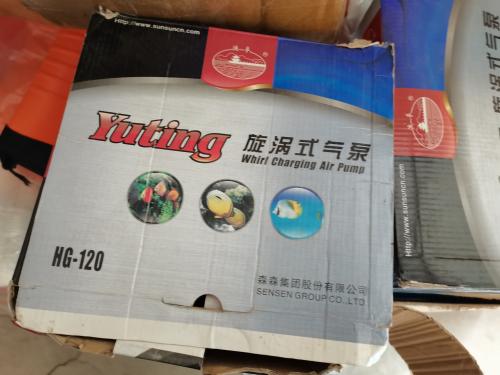 Http://www.sunsuncn.com
Yuting
旋涡式气泵
Whirl Charging Air Pump
HG-120
森森集团股份有限公司
SENSEN GROUP CO.,LTD
Http://www.sunsuncn.com